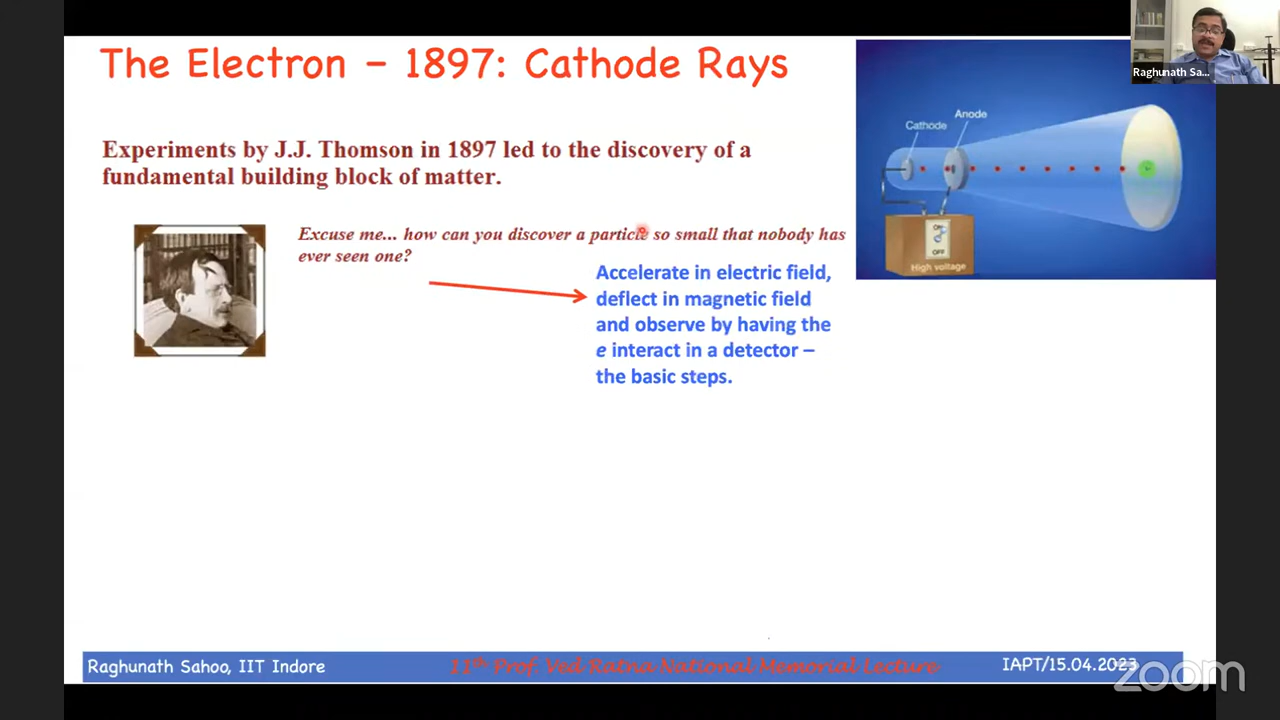 The Electron – 1897: Cathode Rays
Raghunath Sa...
Experiments by J.J. Thomson in 1897 led to the discovery of a
fundamental building block of matter.
Cathode
Anode
ON
OFF
High voltage
Excuse me... how can you discover a particle so small that nobody has
ever seen one?
Accelerate in electric field,
deflect in magnetic field
and observe by having the
e interact in a detector –
the basic steps.
Raghunath Sahoo, IIT Indore
11th Prof. Ved Ratna National Memorial Lecture
IAPT/15.04.2023
zoom